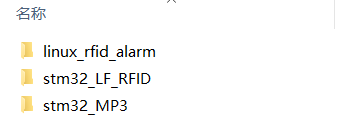 名称
linux_rfid_alarm
stm32_LF_RFID
stm32_MP3